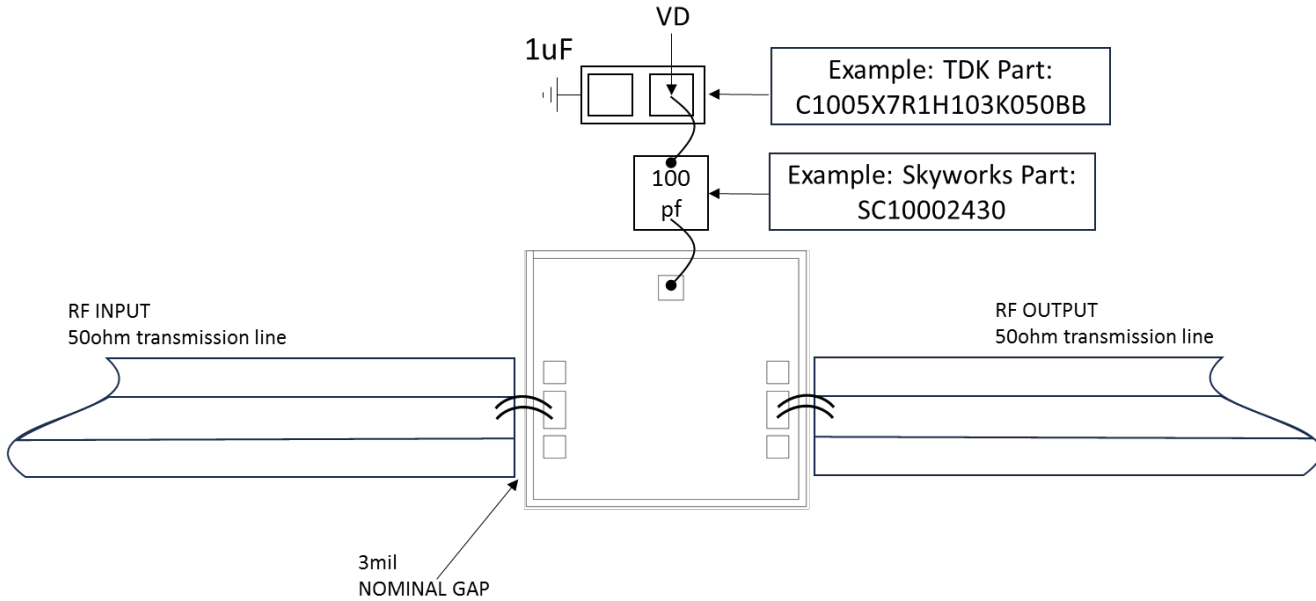 VD
1uF
Example: TDK Part:
C1005X7R1H103K050BB
100
pf
Example: Skyworks Part:
SC10002430
RF INPUT
50ohm transmission line
RF OUTPUT
50ohm transmission line
3mil
NOMINAL GAP